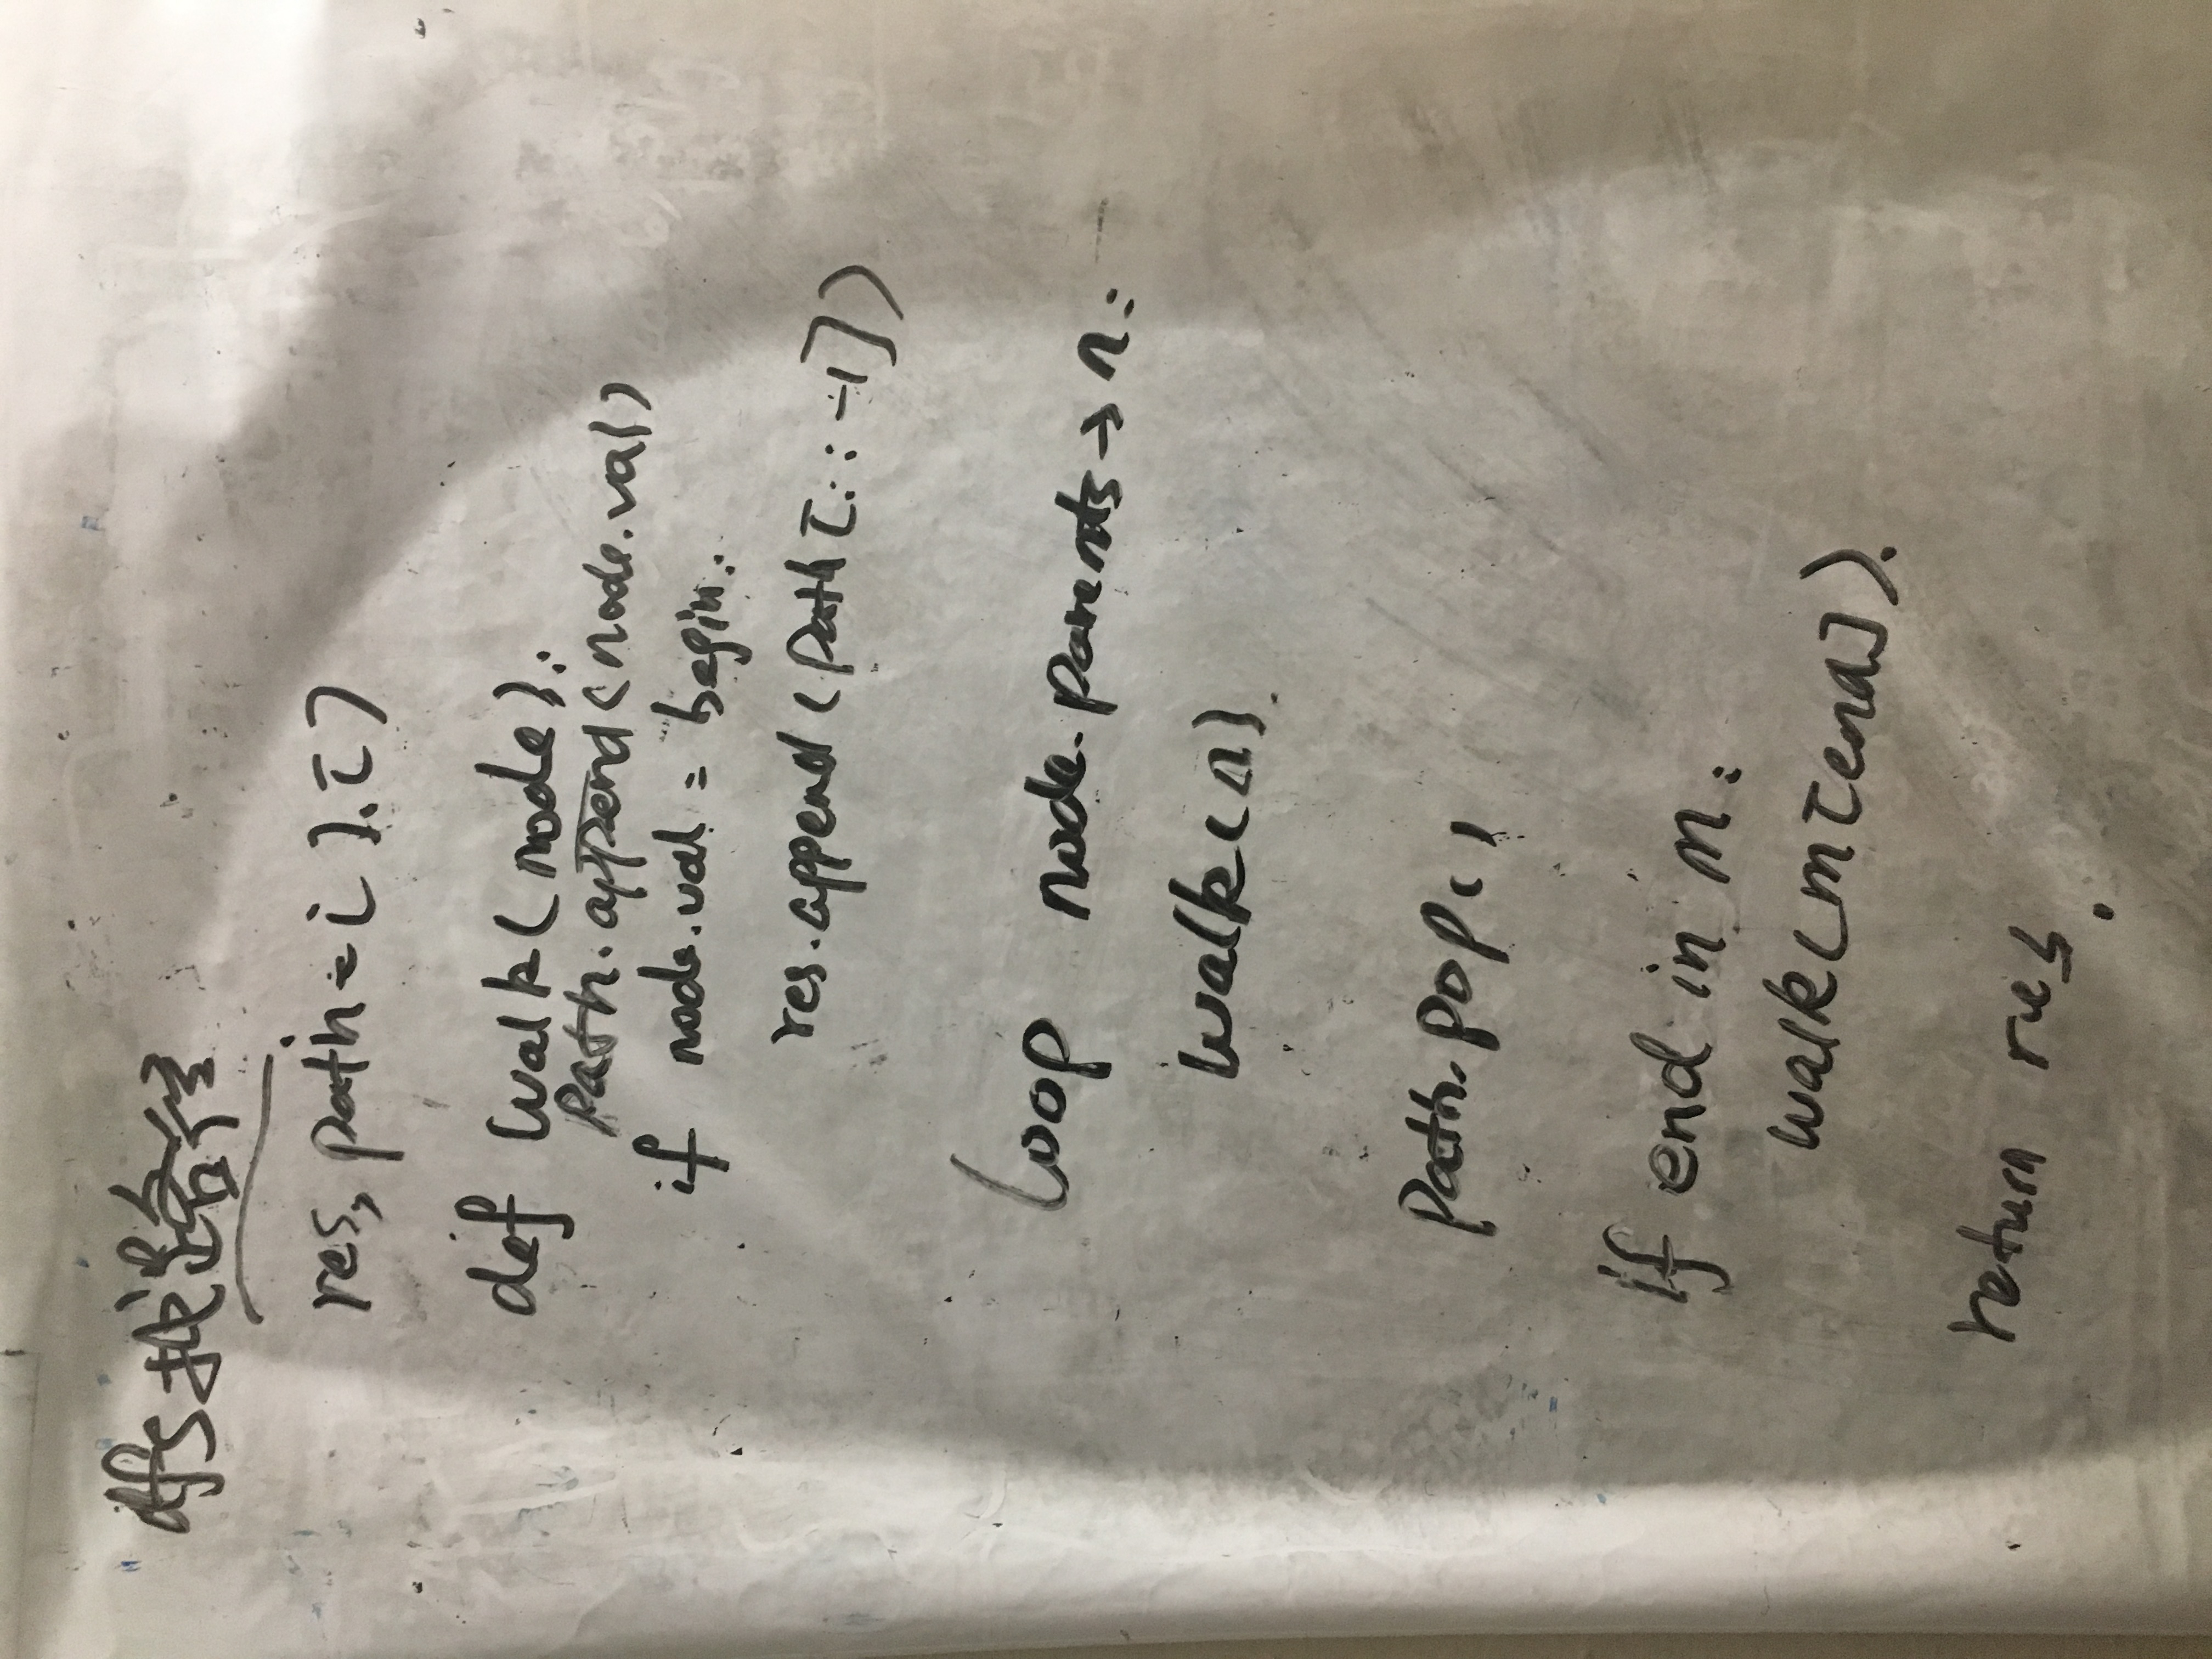 dfs找路径
res, path = [ ], [ ]
def walk(node):
path.append(node.val)
if node.val = begin:
res.append(path[::-1])
loop node.parents → n:
walk(n).
path.pop()
if end in m:
walk(m[end]).
return res.